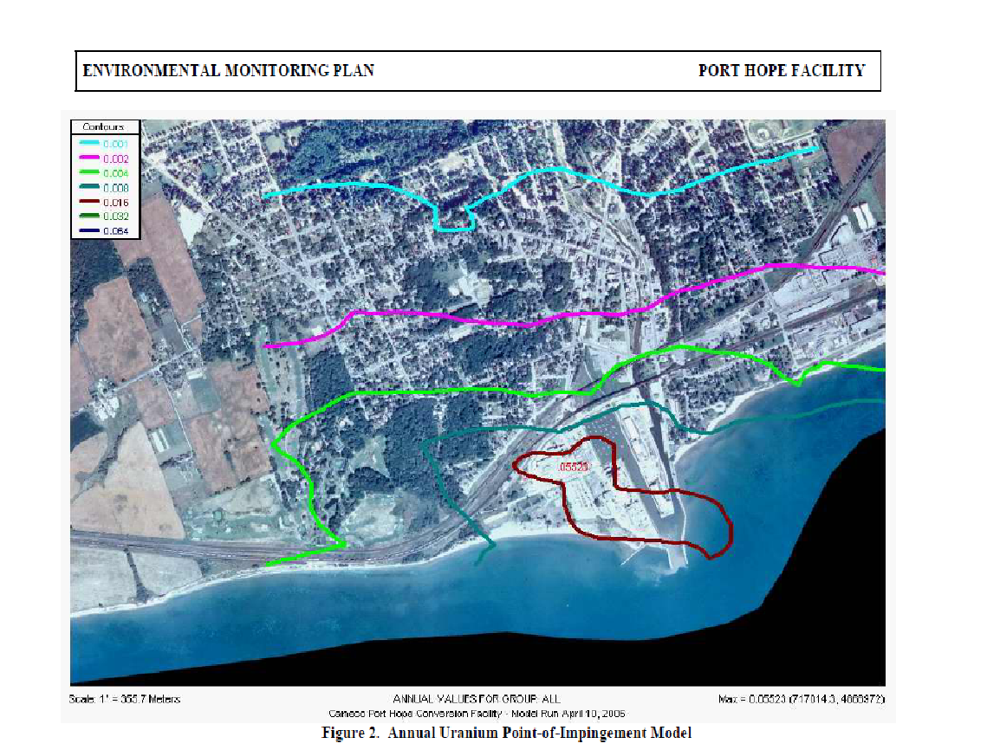 ENVIRONMENTAL MONITORING PLAN PORT HOPE FACILITY
Contours
0.001
0.002
0.004
0.008
0.016
0.032
0.064
.05523
Scale: 1" = 355.7 Meters ANNUAL VALUES FOR GROUP: ALL Max = 0.05523 (717014.3, 4868972)
Cameco Port Hope Conversion Facility - Model Run April 10, 2006
Figure 2. Annual Uranium Point-of-Impingement Model